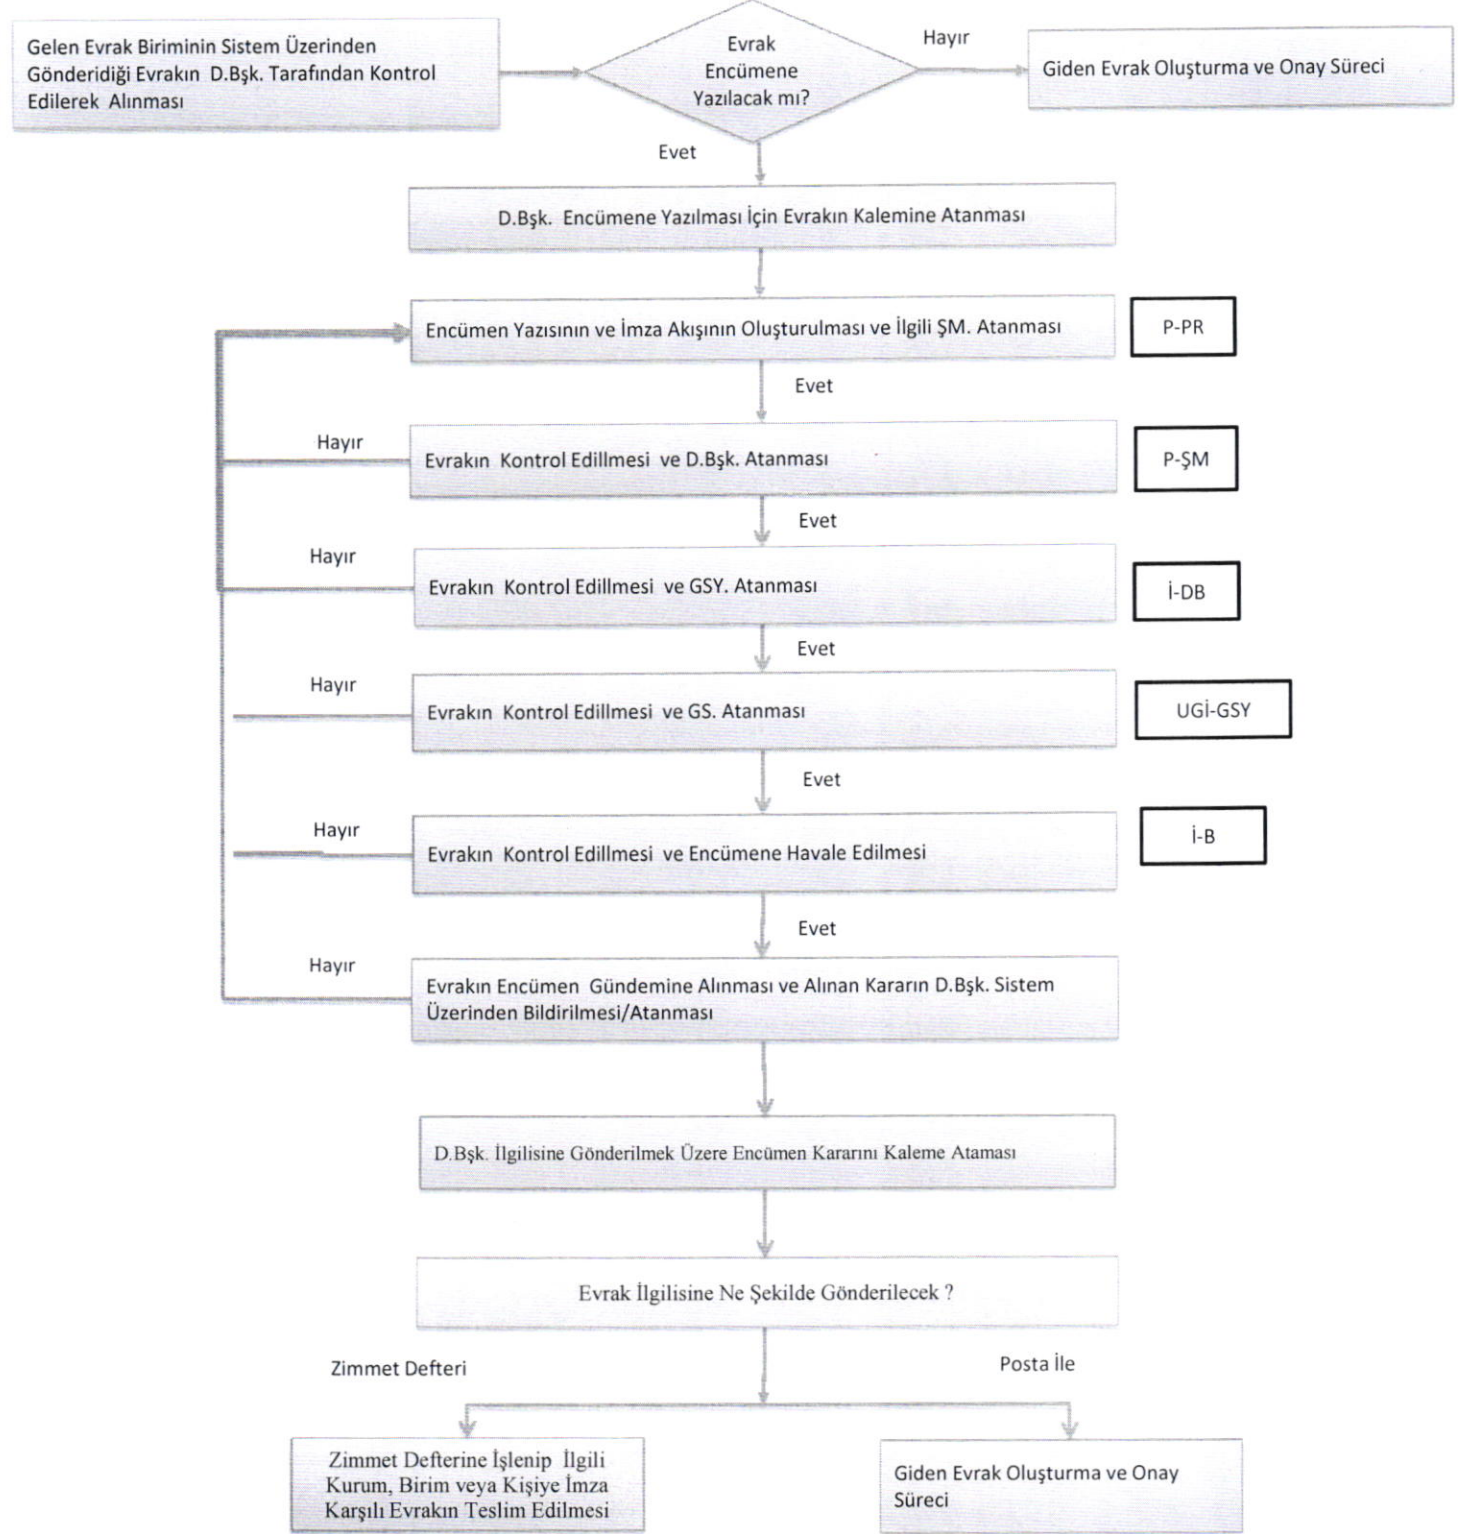 Gelen Evrak Biriminin Sistem Üzerinden
Gönderidiği Evrakın D.Bşk. Tarafından Kontrol
Edilerek Alınması
Evrak
Encümene
Yazılacak mı?
Hayır
Giden Evrak Oluşturma ve Onay Süreci
Evet
D.Bşk. Encümene Yazılması İçin Evrakın Kalemine Atanması
Encümen Yazısının ve İmza Akışının Oluşturulması ve İlgili ŞM. Atanması
P-PR
Evet
Hayır
Evrakın Kontrol Edillmesi ve D.Bşk. Atanması
P-ŞM
Evet
Hayır
Evrakın Kontrol Edillmesi ve GSY. Atanması
İ-DB
Evet
Hayır
Evrakın Kontrol Edillmesi ve GS. Atanması
UGİ-GSY
Evet
Hayır
Evrakın Kontrol Edillmesi ve Encümene Havale Edilmesi
İ-B
Evet
Hayır
Evrakın Encümen Gündemine Alınması ve Alınan Kararın D.Bşk. Sistem
Üzerinden Bildirilmesi/Atanması
D.Bşk. İlgilisine Gönderilmek Üzere Encümen Kararını Kaleme Ataması
Evrak İlgilisine Ne Şekilde Gönderilecek ?
Zimmet Defteri
Posta İle
Zimmet Defterine İşlenip İlgili
Kurum, Birim veya Kişiye İmza
Karşılı Evrakın Teslim Edilmesi
Giden Evrak Oluşturma ve Onay
Süreci